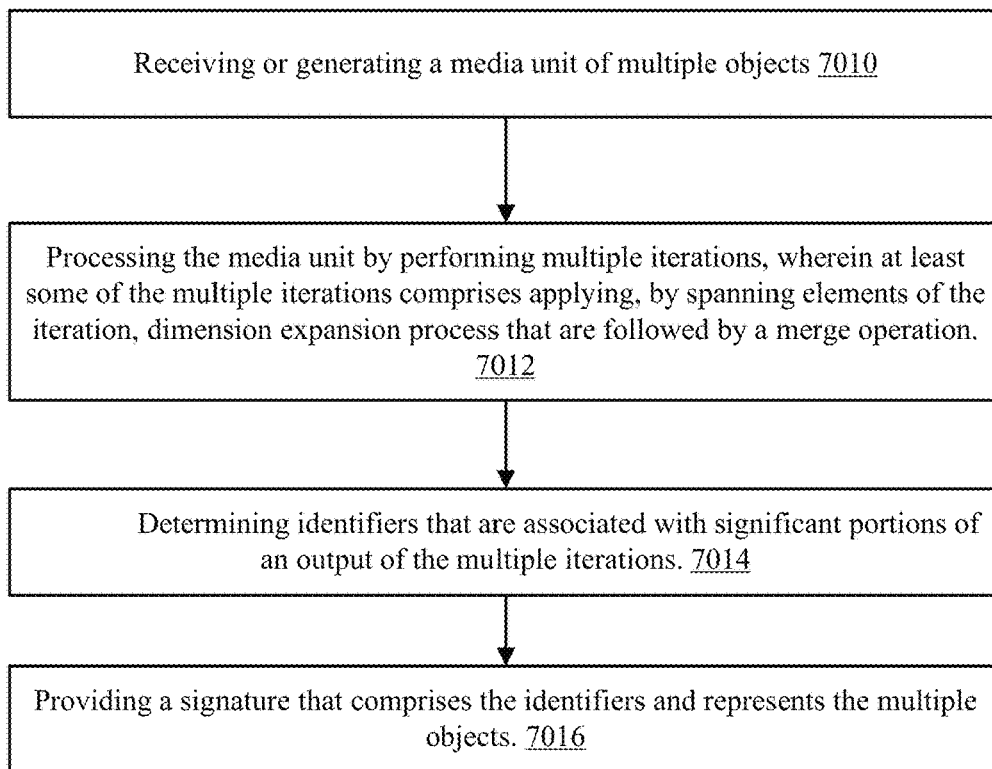 Receiving or generating a media unit of multiple objects 7010
Processing the media unit by performing multiple iterations, wherein at least
some of the multiple iterations comprises applying, by spanning elements of the
iteration, dimension expansion process that are followed by a merge operation.
7012
Determining identifiers that are associated with significant portions of
an output of the multiple iterations. 7014
Providing a signature that comprises the identifiers and represents the multiple
objects. 7016